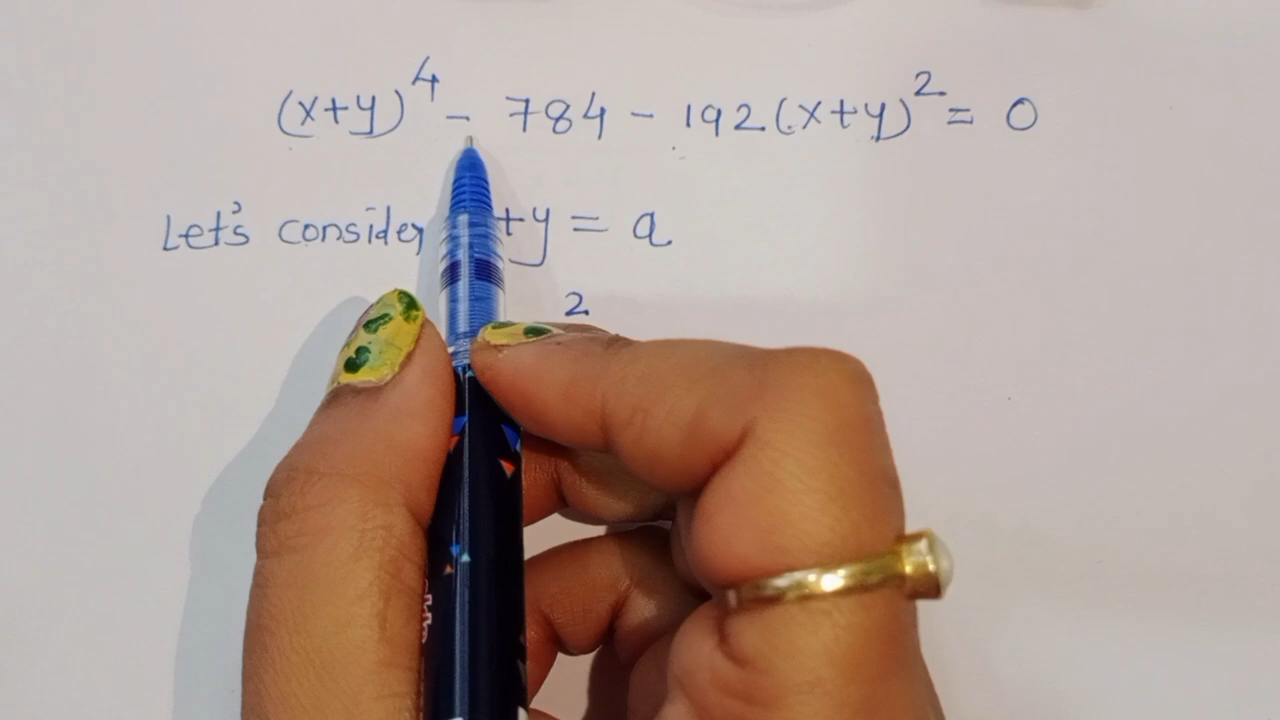 (x+y)⁴ - 784 - 192(x+y)² = 0
Let's consider +y = a
2